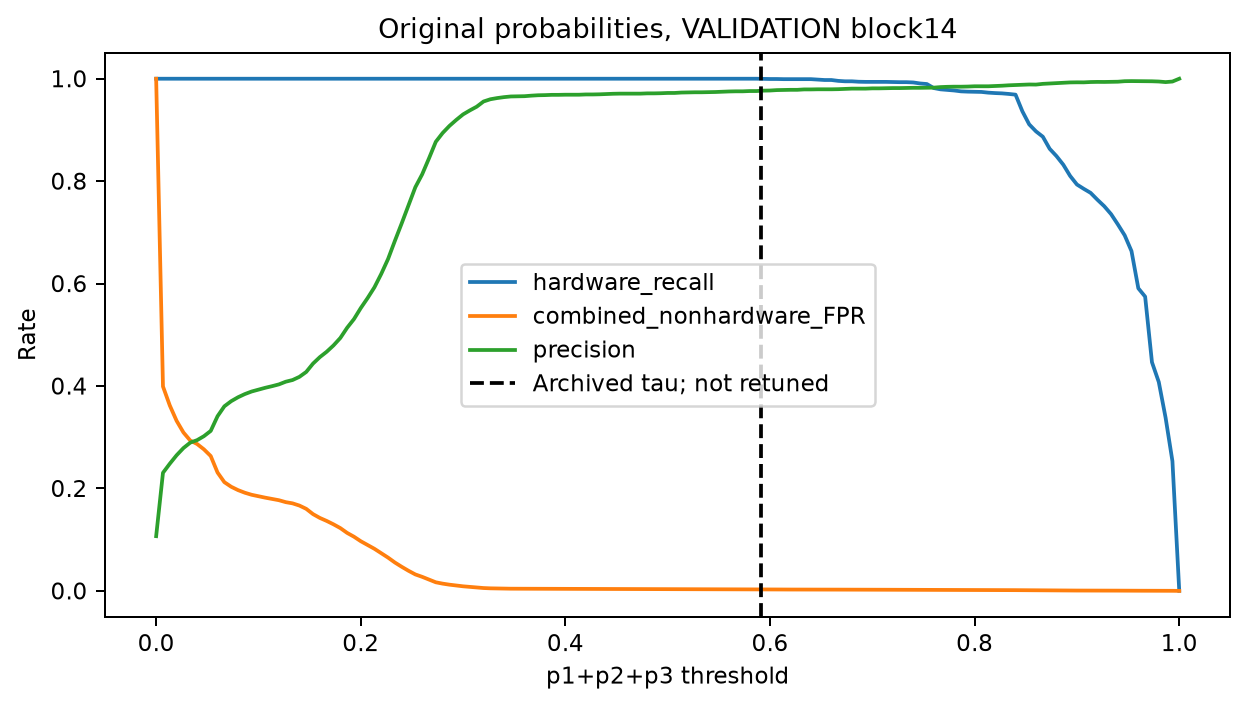 Original probabilities, VALIDATION block14
Rate
1.0
0.8
0.6
0.4
0.2
0.0
hardware_recall
combined_nonhardware_FPR
precision
Archived tau; not retuned
0.0 0.2 0.4 0.6 0.8 1.0
p1+p2+p3 threshold